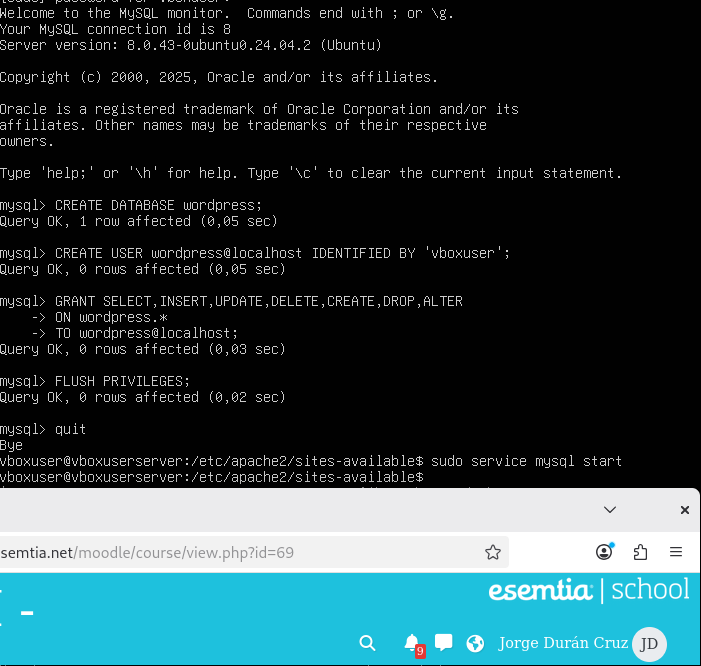 Welcome to the MySQL monitor.  Commands end with ; or \g.
Your MySQL connection id is 8
Server version: 8.0.43-0ubuntu0.24.04.2 (Ubuntu)
Copyright (c) 2000, 2025, Oracle and/or its affiliates.
Oracle is a registered trademark of Oracle Corporation and/or its
affiliates. Other names may be trademarks of their respective
owners.
Type 'help;' or '\h' for help. Type '\c' to clear the current input statement.
mysql> CREATE DATABASE wordpress;
Query OK, 1 row affected (0,05 sec)
mysql> CREATE USER wordpress@localhost IDENTIFIED BY 'vboxuser';
Query OK, 0 rows affected (0,05 sec)
mysql> GRANT SELECT,INSERT,UPDATE,DELETE,CREATE,DROP,ALTER
    -> ON wordpress.*
    -> TO wordpress@localhost;
Query OK, 0 rows affected (0,03 sec)
mysql> FLUSH PRIVILEGES;
Query OK, 0 rows affected (0,02 sec)
mysql> quit
Bye
vboxuser@vboxuserserver:/etc/apache2/sites-available$ sudo service mysql start
vboxuser@vboxuserserver:/etc/apache2/sites-available$
semtia.net/moodle/course/view.php?id=69
esemtia | school
-
9
Jorge Durán Cruz JD